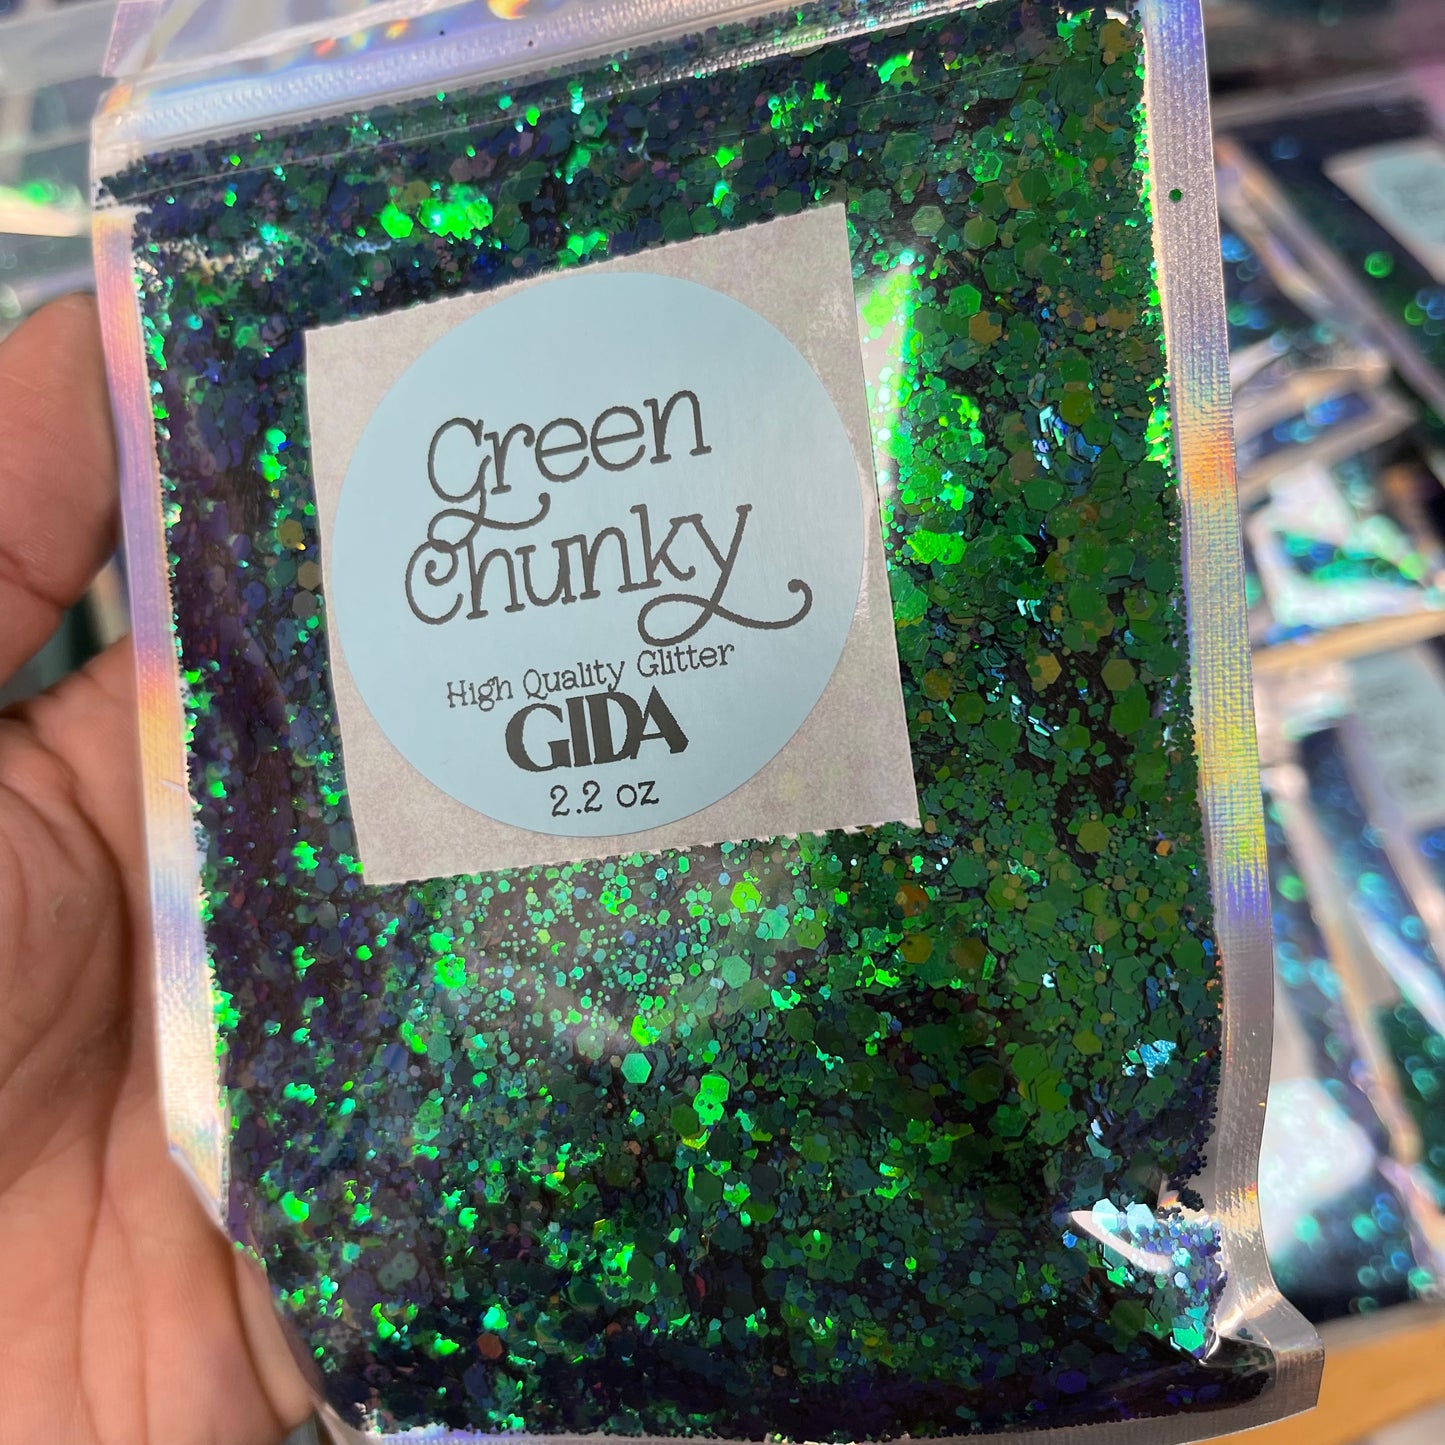 Green
Chunky
High Quality Glitter
GIDA
2.2 oz